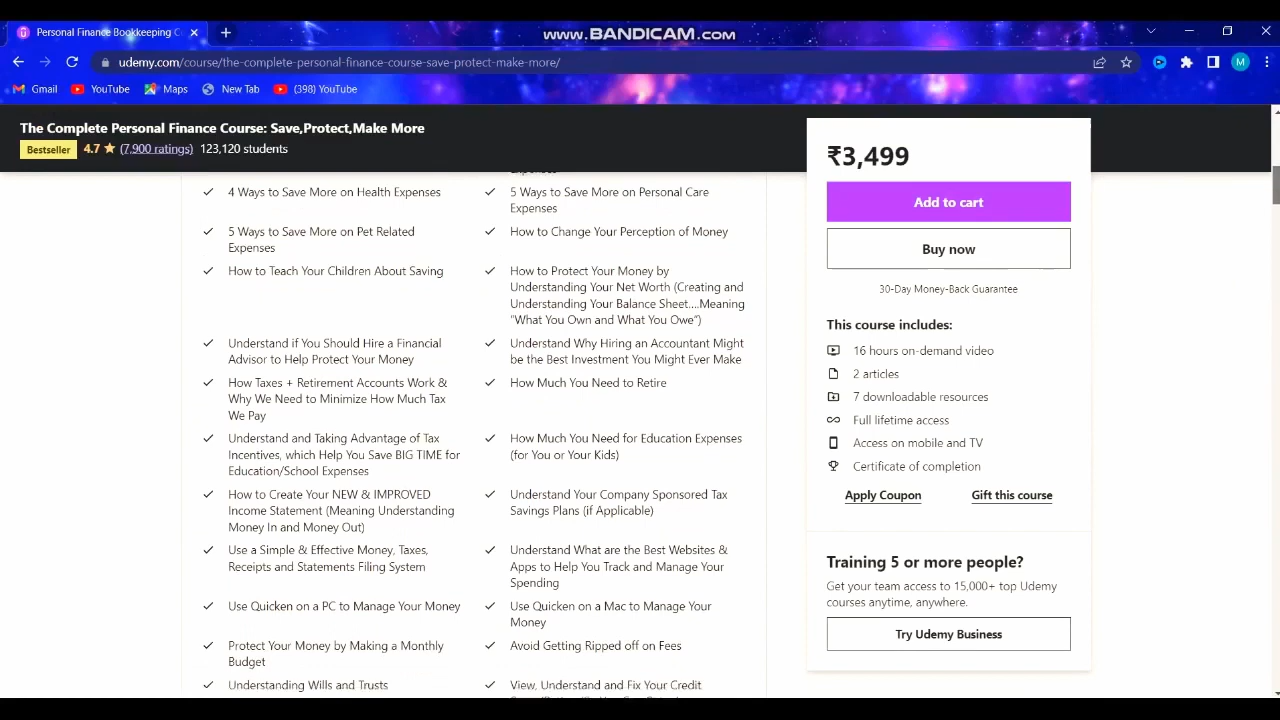 Personal Finance Bookkeeping C
www.BANDICAM.com
udemy.com/course/the-complete-personal-finance-course-save-protect-make-more/
M
Gmail
YouTube
Maps
New Tab
(398) YouTube
The Complete Personal Finance Course: Save,Protect,Make More
Bestseller 4.7 (7,900 ratings) 123,120 students
4 Ways to Save More on Health Expenses
Expenses
5 Ways to Save More on Personal Care
Expenses
5 Ways to Save More on Pet Related
Expenses
How to Change Your Perception of Money
How to Teach Your Children About Saving
How to Protect Your Money by
Understanding Your Net Worth (Creating and
Understanding Your Balance Sheet....Meaning
"What You Own and What You Owe")
Understand if You Should Hire a Financial
Advisor to Help Protect Your Money
Understand Why Hiring an Accountant Might
be the Best Investment You Might Ever Make
How Taxes + Retirement Accounts Work &
Why We Need to Minimize How Much Tax
We Pay
How Much You Need to Retire
Understand and Taking Advantage of Tax
Incentives, which Help You Save BIG TIME for
Education/School Expenses
How Much You Need for Education Expenses
(for You or Your Kids)
How to Create Your NEW & IMPROVED
Income Statement (Meaning Understanding
Money In and Money Out)
Understand Your Company Sponsored Tax
Savings Plans (if Applicable)
Use a Simple & Effective Money, Taxes,
Receipts and Statements Filing System
Understand What are the Best Websites &
Apps to Help You Track and Manage Your
Spending
Use Quicken on a PC to Manage Your Money
Use Quicken on a Mac to Manage Your
Money
Protect Your Money by Making a Monthly
Budget
Avoid Getting Ripped off on Fees
Understanding Wills and Trusts
View, Understand and Fix Your Credit
₹3,499
Add to cart
Buy now
30-Day Money-Back Guarantee
This course includes:
16 hours on-demand video
2 articles
7 downloadable resources
Full lifetime access
Access on mobile and TV
Certificate of completion
Apply Coupon
Gift this course
Training 5 or more people?
Get your team access to 15,000+ top Udemy
courses anytime, anywhere.
Try Udemy Business